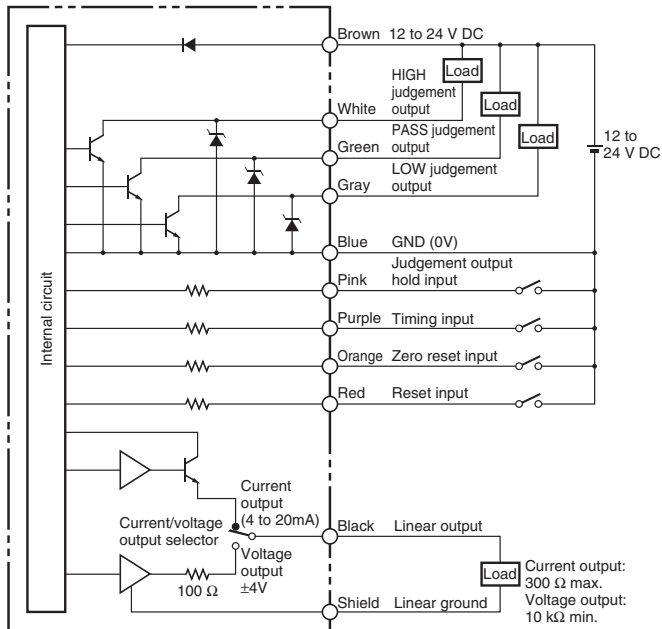 Brown 12 to 24 V DC
Load
HIGH
judgement
output
White
Load
PASS judgement
output
Green
Load
12 to
24 V DC
LOW judgement
output
Gray
Blue GND (0V)
Judgement output
hold input
Pink
Purple Timing input
Orange Zero reset input
Red Reset input
Internal circuit
Current
output
(4 to 20mA)
Current/voltage
output selector
Black Linear output
Voltage
output
±4V
100 Ω
Load
Current output:
300 Ω max.
Voltage output:
10 kΩ min.
Shield Linear ground